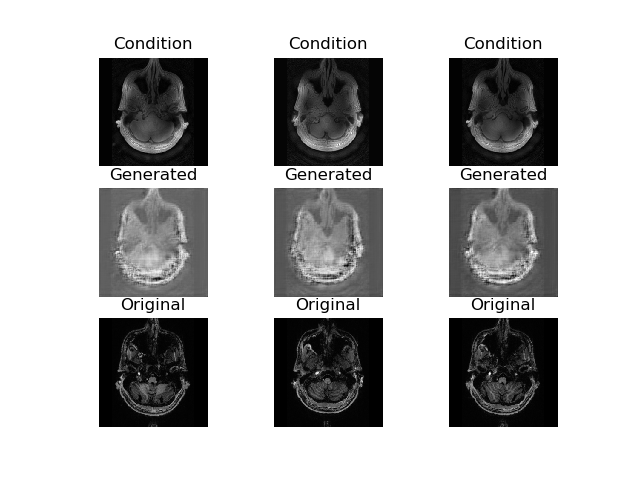 Condition Condition Condition
Generated Generated Generated
Original Original Original